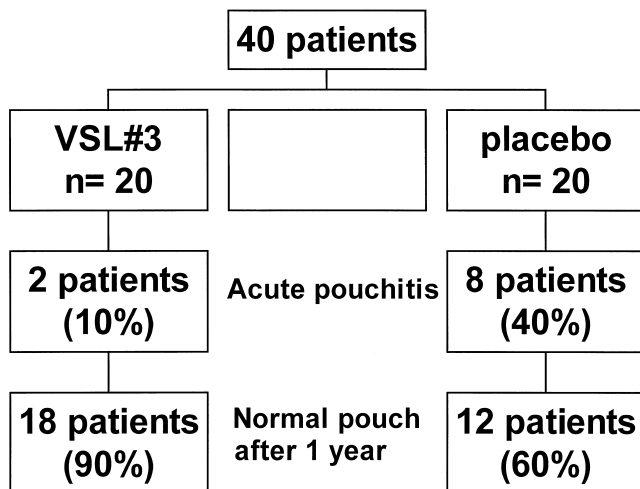 40 patients
VSL#3
n= 20
placebo
n= 20
2 patients
(10%)
Acute pouchitis
8 patients
(40%)
18 patients
(90%)
Normal pouch
after 1 year
12 patients
(60%)